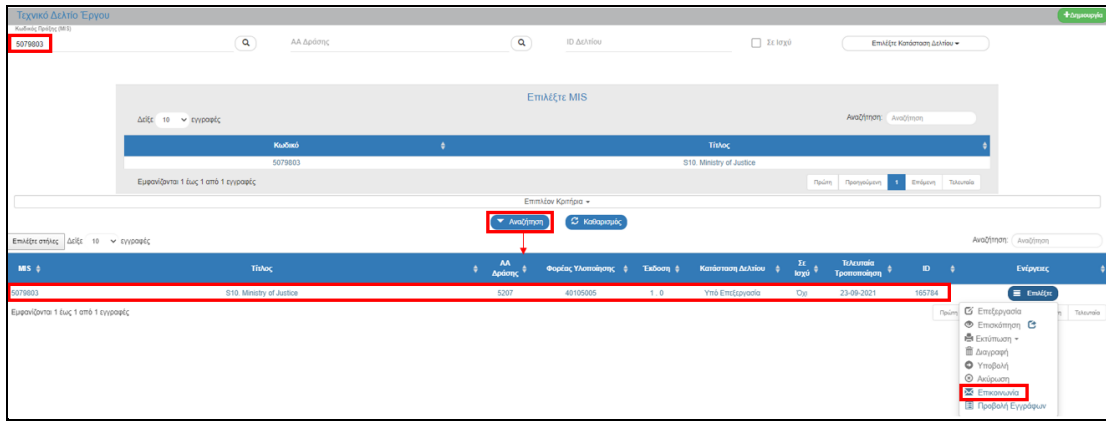 Τεχνικό Δελτίο Έργου
+Δημιουργία
Κωδικός Πράξης (MIS)
5079803 ΑΑ Δράσης ID Δελτίου Σε Ισχύ Επιλέξτε Κατάσταση Δελτίου
Επιλέξτε MIS
Δείξε 10 εγγραφές Αναζήτηση: Αναζήτηση
Κωδικό Τίτλος
5079803 S10. Ministry of Justice
Εμφανίζονται 1 έως 1 από 1 εγγραφές Πρώτη Προηγούμενη 1 Επόμενη Τελευταία
Επιπλέον Κριτήρια
Αναζήτηση Καθαρισμός
Επιλέξτε στήλες Δείξε 10 εγγραφές Αναζήτηση: Αναζήτηση
MIS Τίτλος ΑΑ Δράσης Φορέας Υλοποίησης Έκδοση Κατάσταση Δελτίου Σε Ισχύ Τελευταία Τροποποίηση ID Ενέργειες
5079803 S10. Ministry of Justice 5207 40105005 1 . 0 Υπό Επεξεργασία Όχι 23-09-2021 165784 Επιλέξτε
Εμφανίζονται 1 έως 1 από 1 εγγραφές Τελευταία
Επεξεργασία
Επισκόπηση
Εκτύπωση
Διαγραφή
Υποβολή
Ακύρωση
Επικοινωνία
Προβολή Εγγράφων